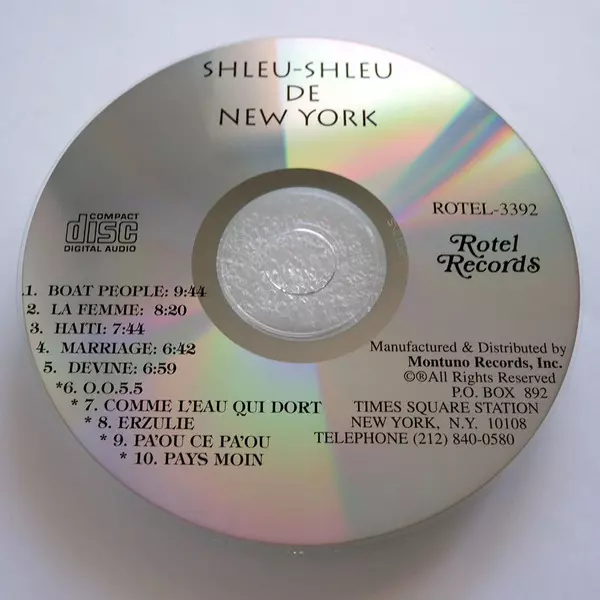 SHLEU-SHLEU
DE
NEW YORK
COMPACT
disc
DIGITAL AUDIO
ROTEL-3392
Rotel
Records
1. BOAT PEOPLE: 9:44
2. LA FEMME: 8:20
3. HAITI: 7:44
4. MARRIAGE: 6:42
5. DEVINE: 6:59
*6. O.O.5.5
* 7. COMME L'EAU QUI DORT
* 8. ERZULIE
* 9. PA'OU CE PA'OU
* 10. PAYS MOIN
Manufactured & Distributed by
Montuno Records, Inc.
©®All Rights Reserved
P.O. BOX 892
TIMES SQUARE STATION
NEW YORK, N.Y. 10108
TELEPHONE (212) 840-0580